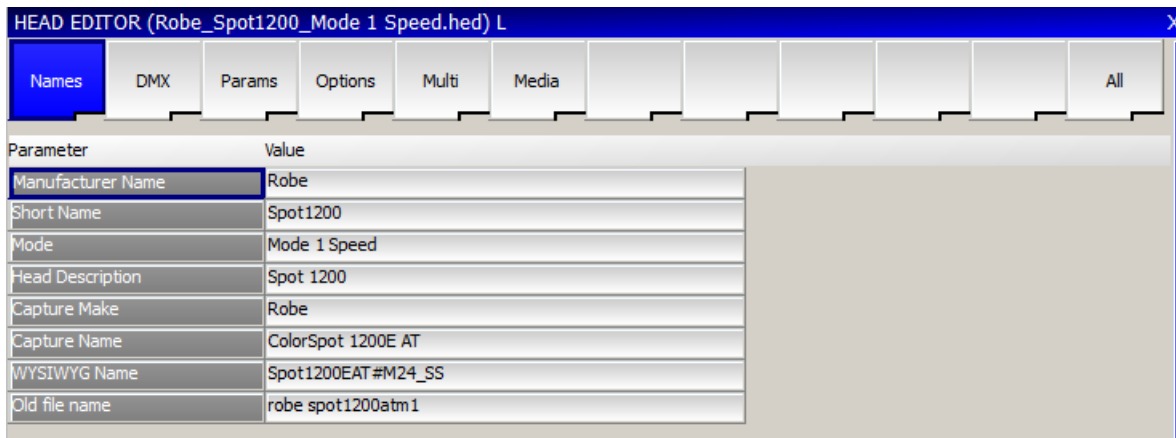 HEAD EDITOR (Robe_Spot1200_Mode 1 Speed.hed) L X
Names DMX Params Options Multi Media All
Parameter Value
Manufacturer Name Robe
Short Name Spot1200
Mode Mode 1 Speed
Head Description Spot 1200
Capture Make Robe
Capture Name ColorSpot 1200E AT
WYSIWYG Name Spot1200EAT#M24_SS
Old file name robe spot1200atm1